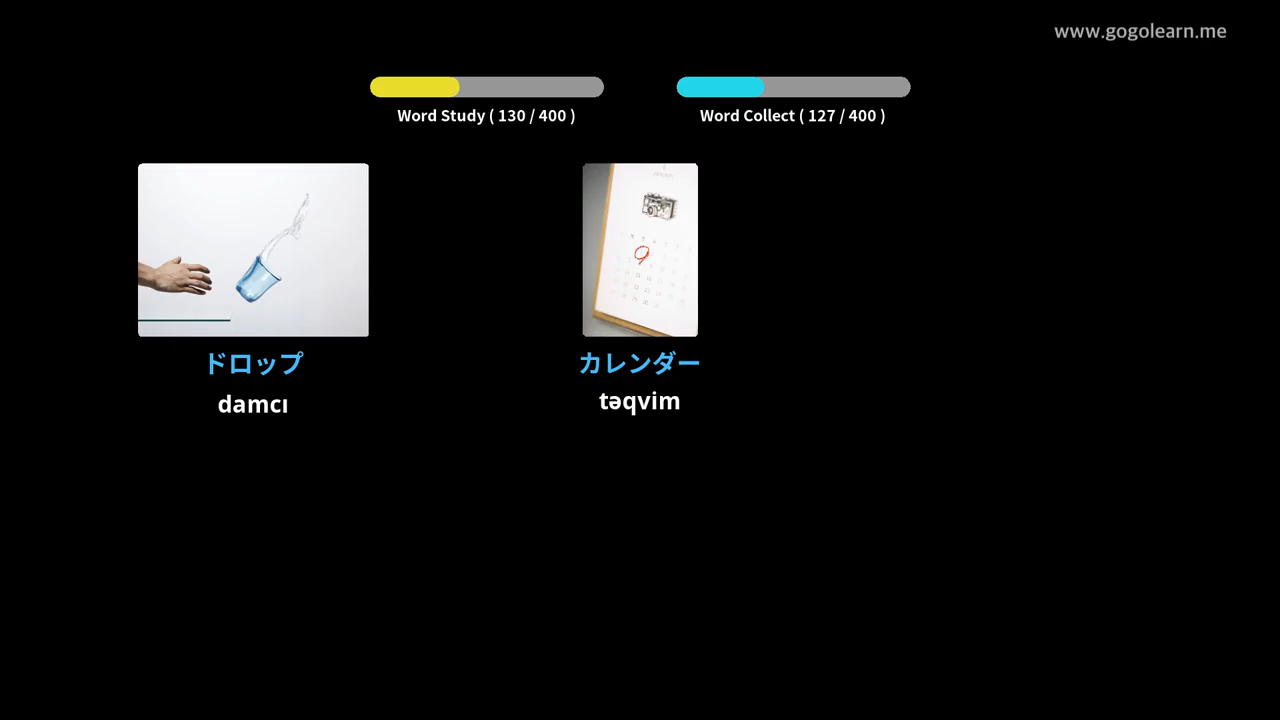 www.gogolearn.me
Word Study ( 130 / 400 )
Word Collect ( 127 / 400 )
ドロップ
カレンダー
damcı
təqvim